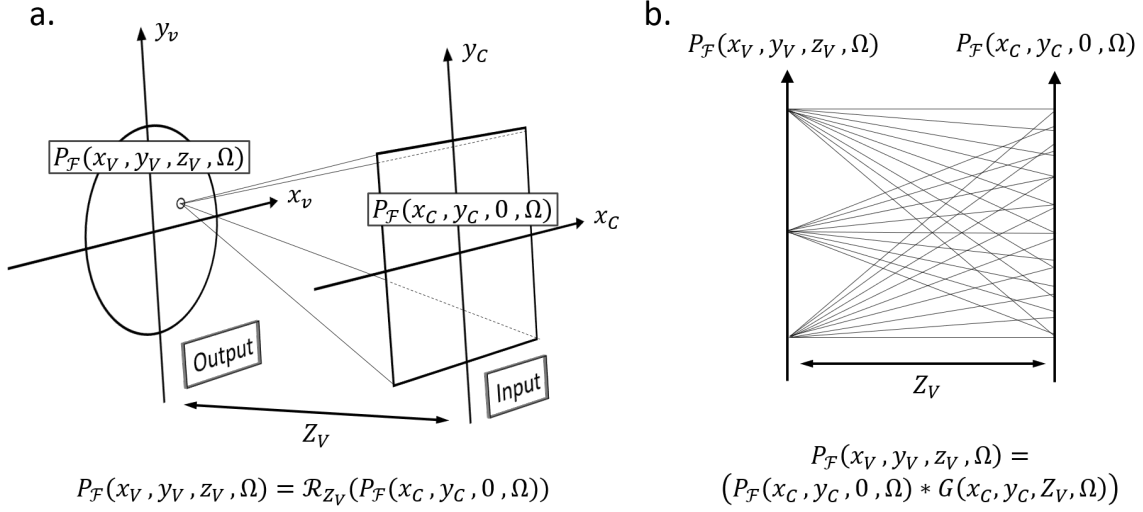 a.
y_v
y_C
P_ℱ(x_V, y_V, z_V, Ω)
x_v
P_ℱ(x_C, y_C, 0, Ω)
x_C
Output
Input
Z_V
P_ℱ(x_V, y_V, z_V, Ω) = ℛ_{Z_V}(P_ℱ(x_C, y_C, 0, Ω))
b.
P_ℱ(x_V, y_V, z_V, Ω)
P_ℱ(x_C, y_C, 0, Ω)
Z_V
P_ℱ(x_V, y_V, z_V, Ω) =
(P_ℱ(x_C, y_C, 0, Ω) * G(x_C, y_C, Z_V, Ω))